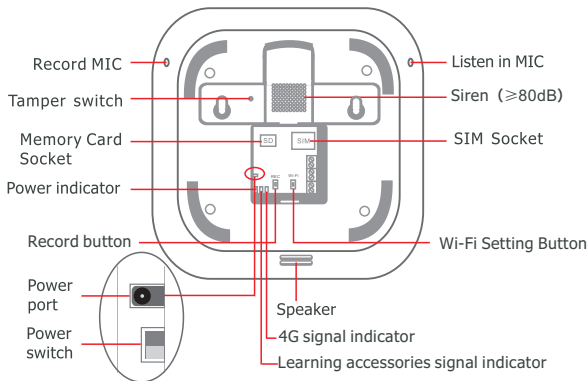 Record MIC
Listen in MIC
Tamper switch
Siren（≥80dB）
Memory Card
Socket
SD
SIM
SIM Socket
Power indicator
REC
Wi-Fi
Record button
Wi-Fi Setting Button
Power
port
Speaker
Power
switch
4G signal indicator
Learning accessories signal indicator